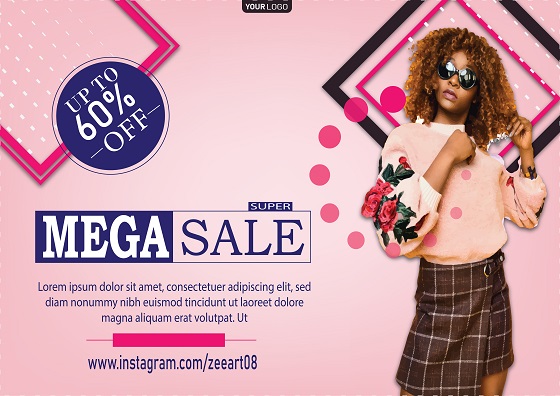 YOUR LOGO
UP TO
60%
OFF
SUPER
MEGA SALE
Lorem ipsum dolor sit amet, consectetuer adipiscing elit, sed
diam nonummy nibh euismod tincidunt ut laoreet dolore
magna aliquam erat volutpat. Ut
www.instagram.com/zeeart08